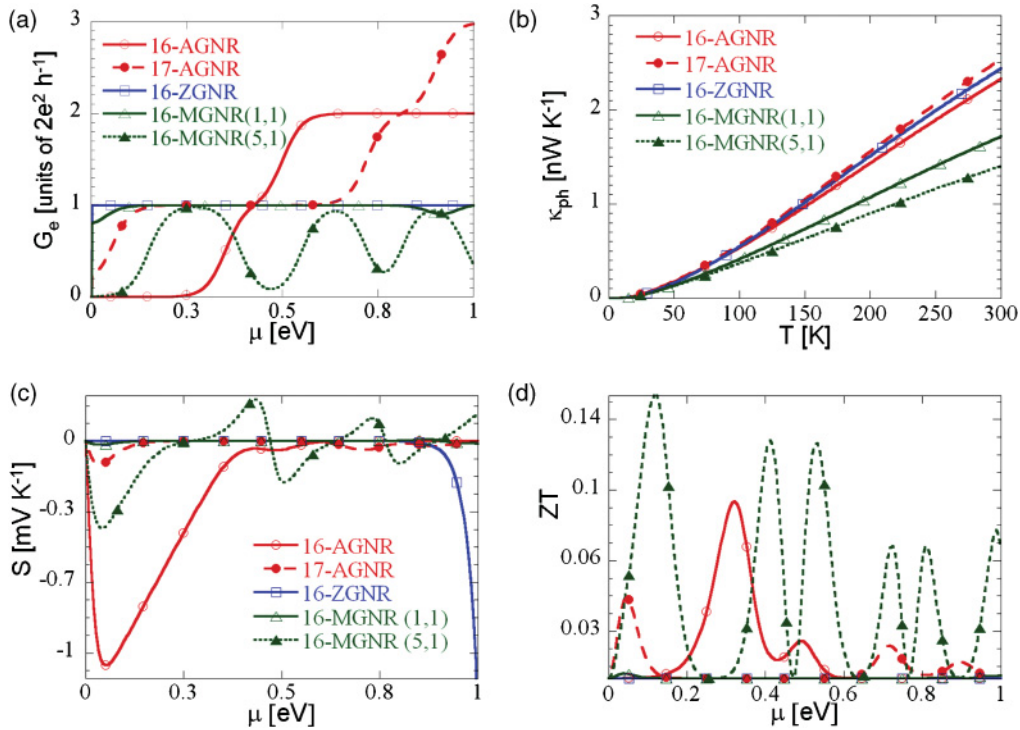 (a)
3
2
1
0
G_e [units of 2e² h⁻¹]
16-AGNR
17-AGNR
16-ZGNR
16-MGNR(1,1)
16-MGNR(5,1)
0 0.3 0.5 0.8 1
μ [eV]
(b)
3
2
1
0
κ_ph [nW K⁻¹]
16-AGNR
17-AGNR
16-ZGNR
16-MGNR(1,1)
16-MGNR(5,1)
0 50 100 150 200 250 300
T [K]
(c)
0
-0.3
-0.7
-1
S [mV K⁻¹]
16-AGNR
17-AGNR
16-ZGNR
16-MGNR (1,1)
16-MGNR (5,1)
0 0.3 0.5 0.8 1
μ [eV]
(d)
0.14
0.1
0.06
0.03
ZT
0 0.2 0.4 0.6 0.8 1
μ [eV]